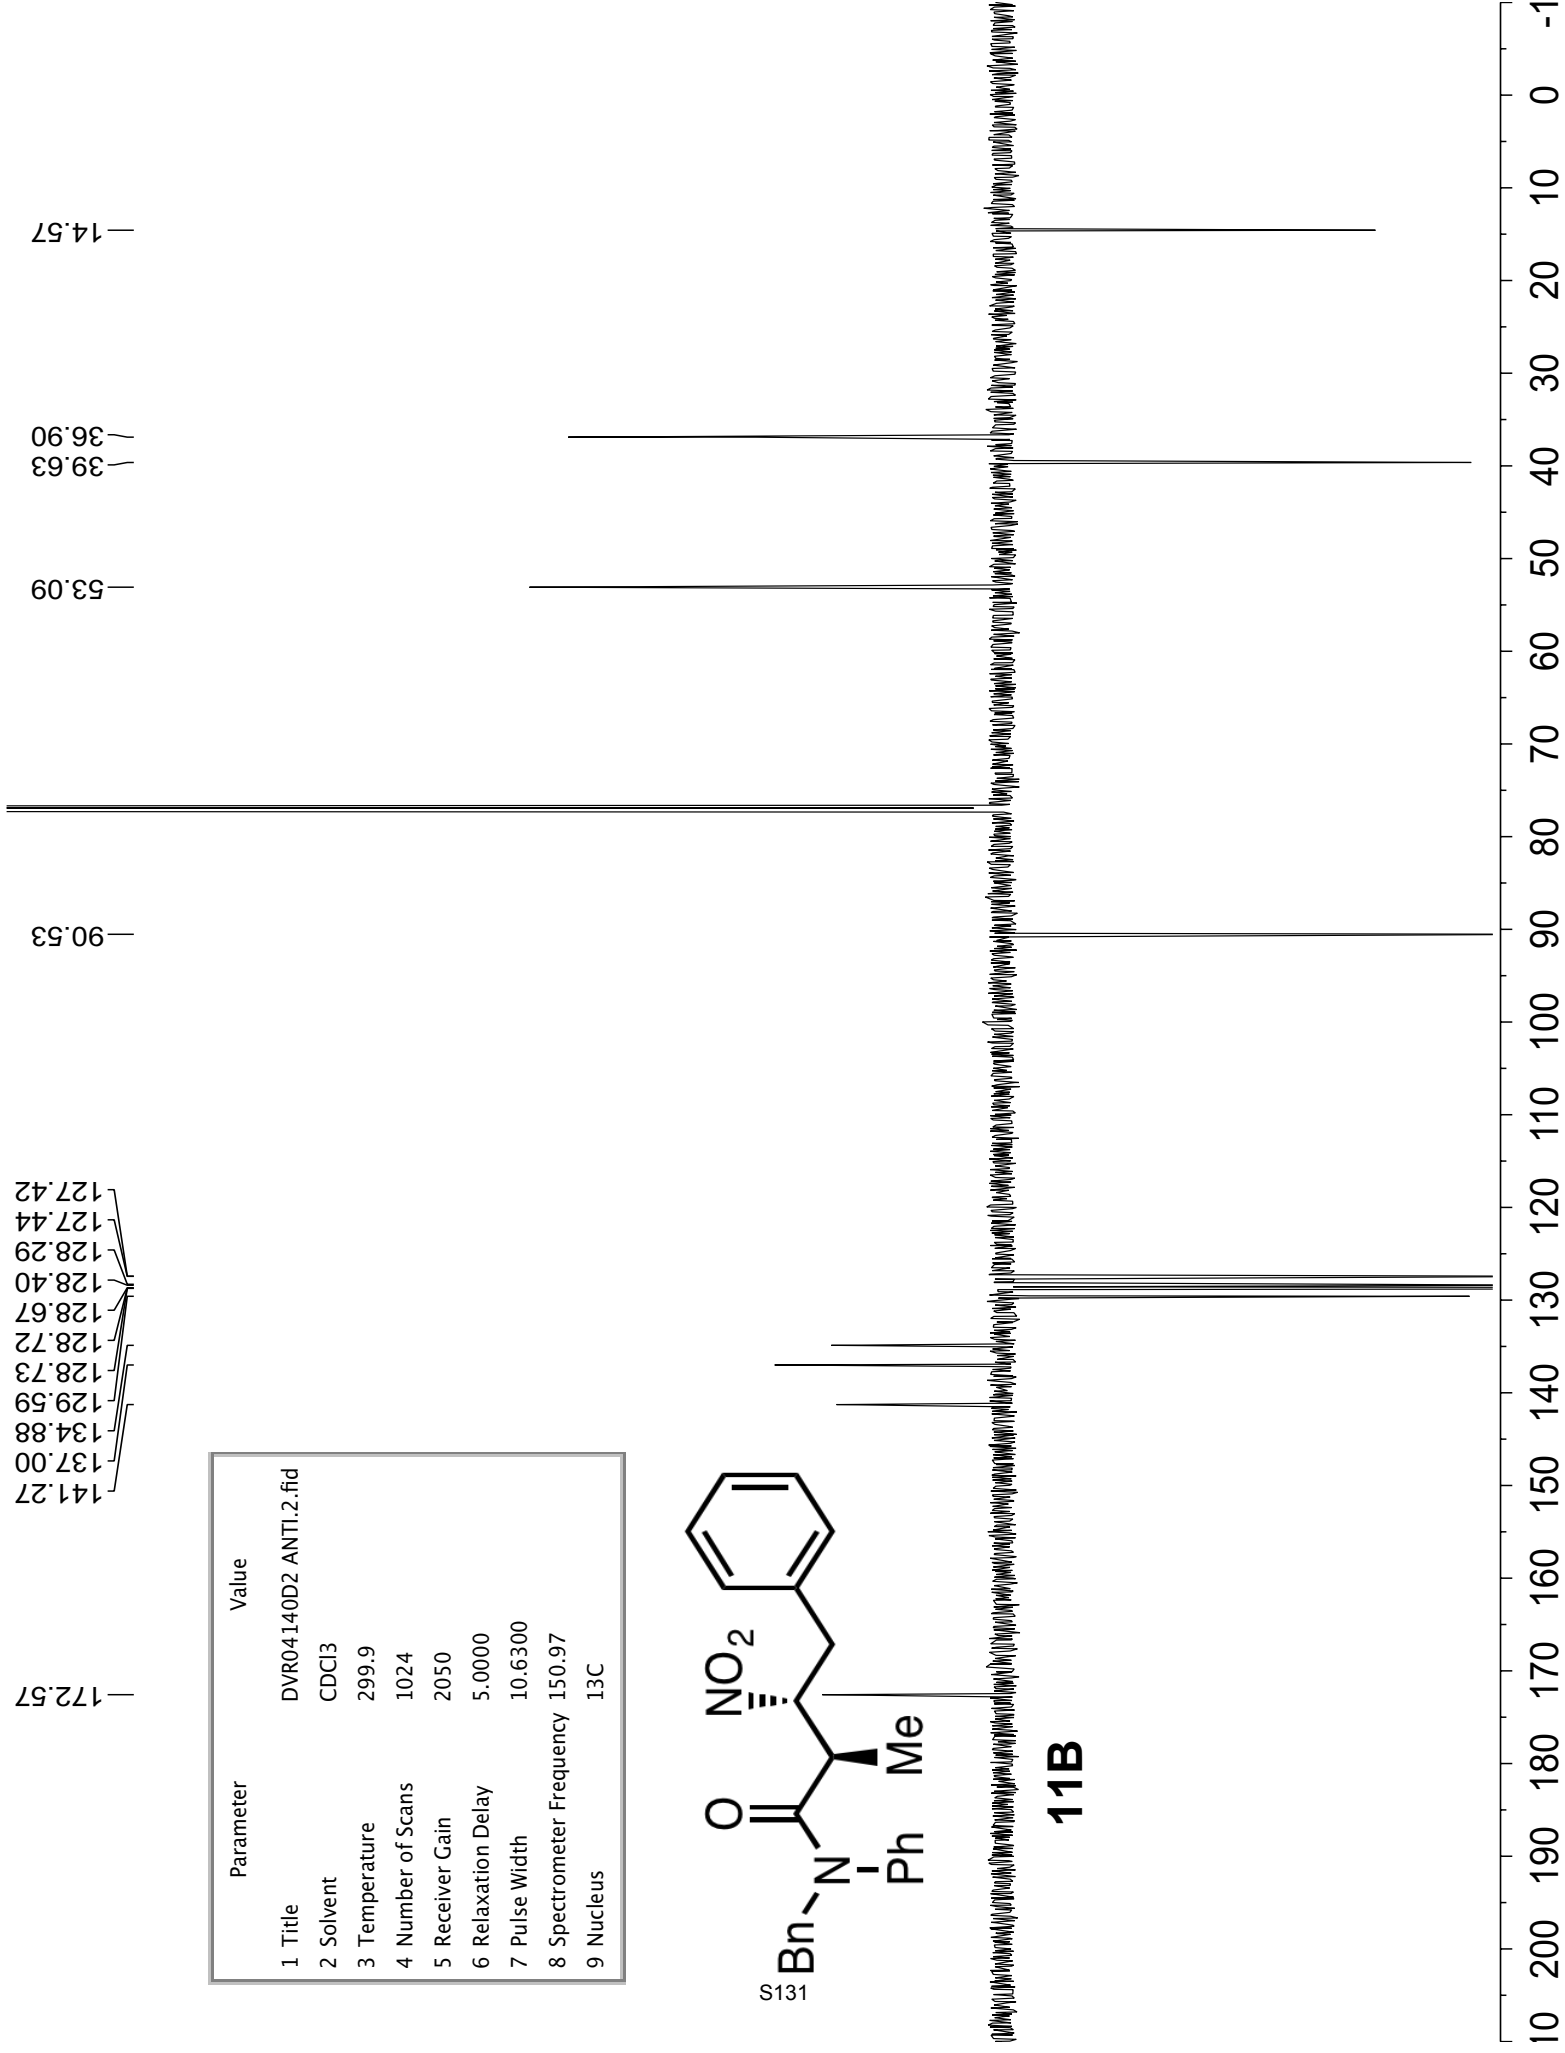 172.57
141.27
137.00
134.88
129.59
128.73
128.72
128.67
128.40
128.29
127.44
127.42
90.53
53.09
39.63
36.90
14.57
Parameter Value
1 Title DVR04140D2 ANTI.2.fid
2 Solvent CDCl3
3 Temperature 299.9
4 Number of Scans 1024
5 Receiver Gain 2050
6 Relaxation Delay 5.0000
7 Pulse Width 10.6300
8 Spectrometer Frequency 150.97
9 Nucleus 13C
O NO2
Bn N
Ph Me
11B
S131
10 200 190 180 170 160 150 140 130 120 110 100 90 80 70 60 50 40 30 20 10 0 -1